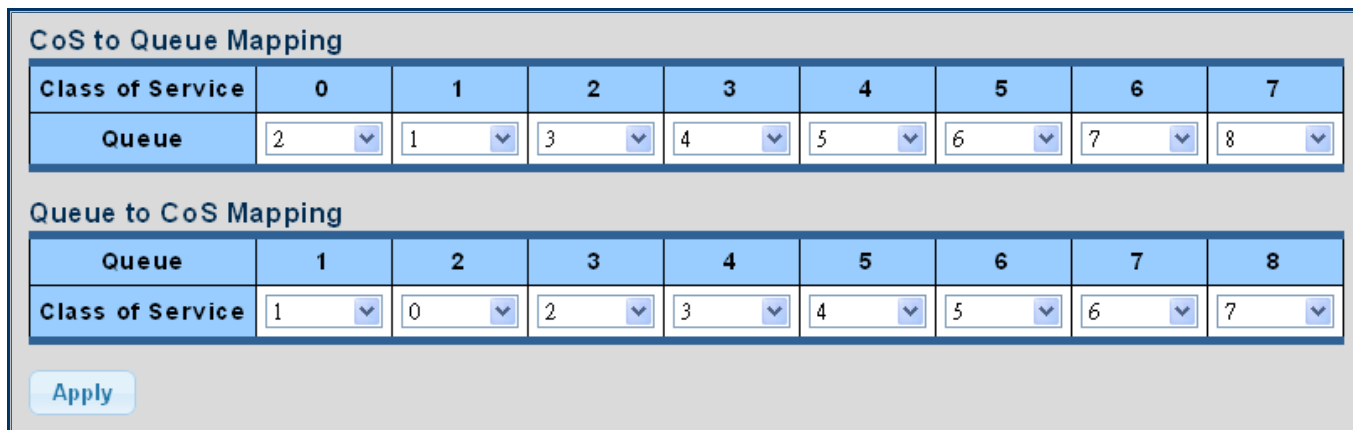 CoS to Queue Mapping
Class of Service 0 1 2 3 4 5 6 7
Queue 2 1 3 4 5 6 7 8
Queue to CoS Mapping
Queue 1 2 3 4 5 6 7 8
Class of Service 1 0 2 3 4 5 6 7
Apply